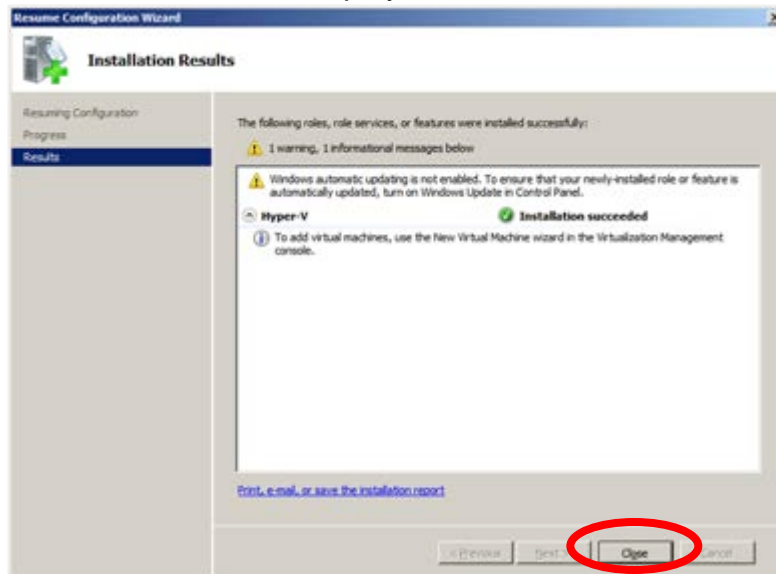 Resume Configuration Wizard
Installation Results
Resuming Configuration
Progress
Results
The following roles, role services, or features were installed successfully:
1 warning, 1 informational messages below
Windows automatic updating is not enabled. To ensure that your newly-installed role or feature is
automatically updated, turn on Windows Update in Control Panel.
Hyper-V Installation succeeded
To add virtual machines, use the New Virtual Machine wizard in the Virtualization Management
console.
Print, e-mail, or save the installation report
< Previous Next > Close Cancel